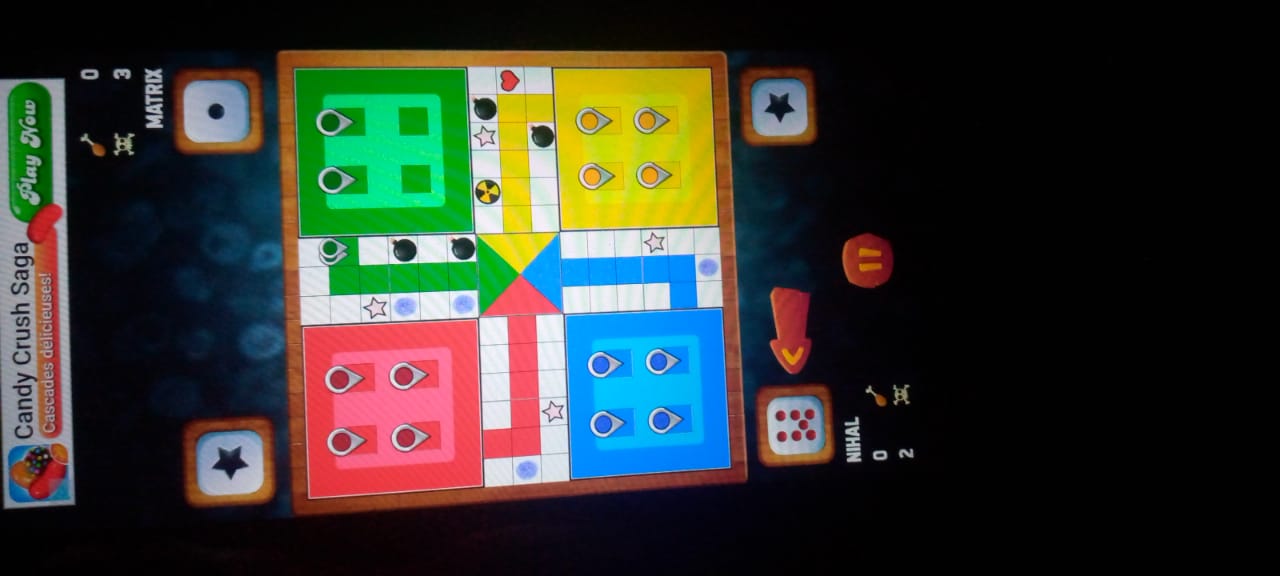 Candy Crush Saga
Cascades délicieuses!
Play Now
0
3
MATRIX
NIHAL
0
2